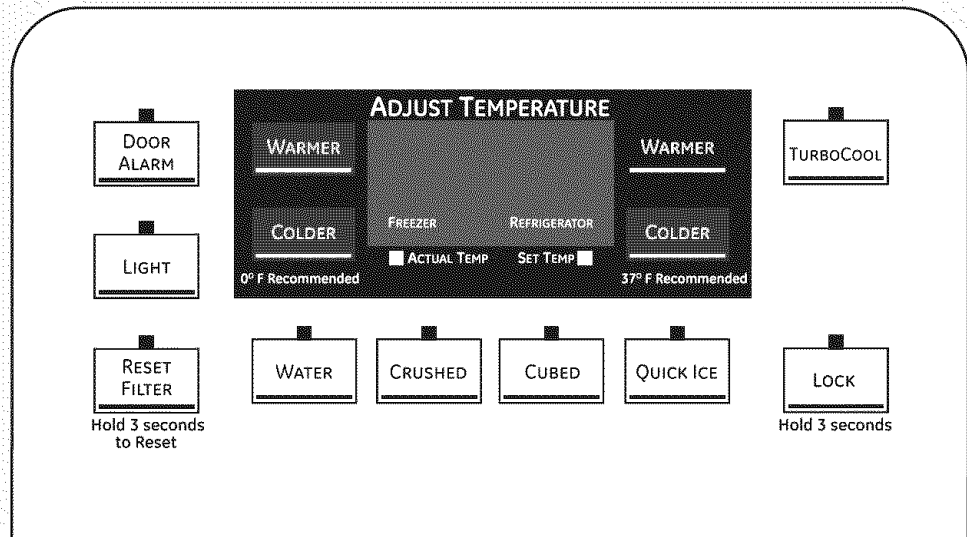 ADJUST TEMPERATURE
DOOR
ALARM
WARMER
WARMER
TURBOCOOL
FREEZER
REFRIGERATOR
COLDER
COLDER
LIGHT
ACTUAL TEMP
SET TEMP
0° F Recommended
37° F Recommended
RESET
FILTER
WATER
CRUSHED
CUBED
QUICK ICE
LOCK
Hold 3 seconds
to Reset
Hold 3 seconds